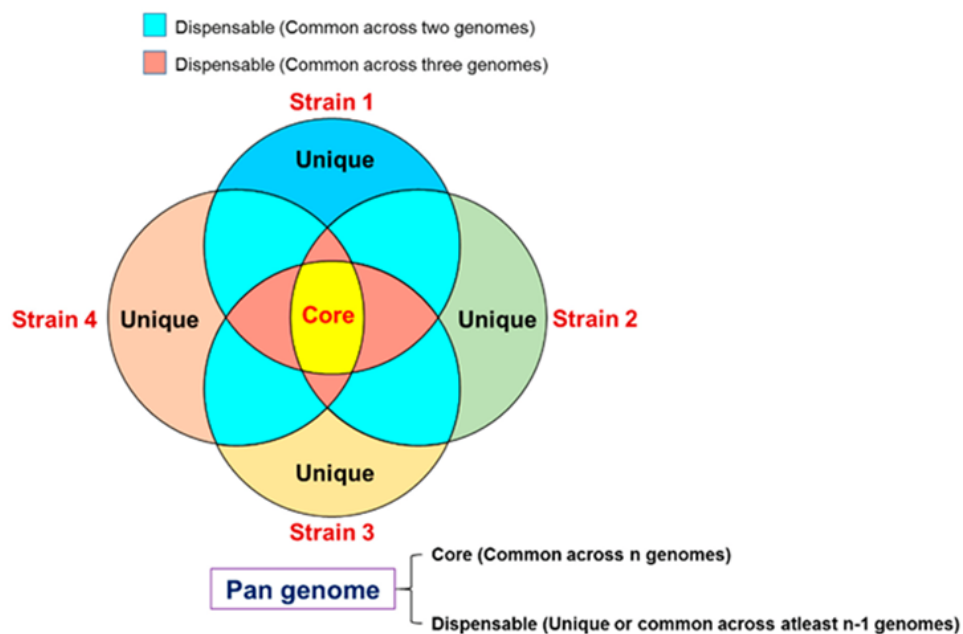 Dispensable (Common across two genomes)
Dispensable (Common across three genomes)
Strain 1
Unique
Strain 4
Unique
Core
Unique
Strain 2
Unique
Strain 3
Core (Common across n genomes)
Pan genome
Dispensable (Unique or common across atleast n-1 genomes)